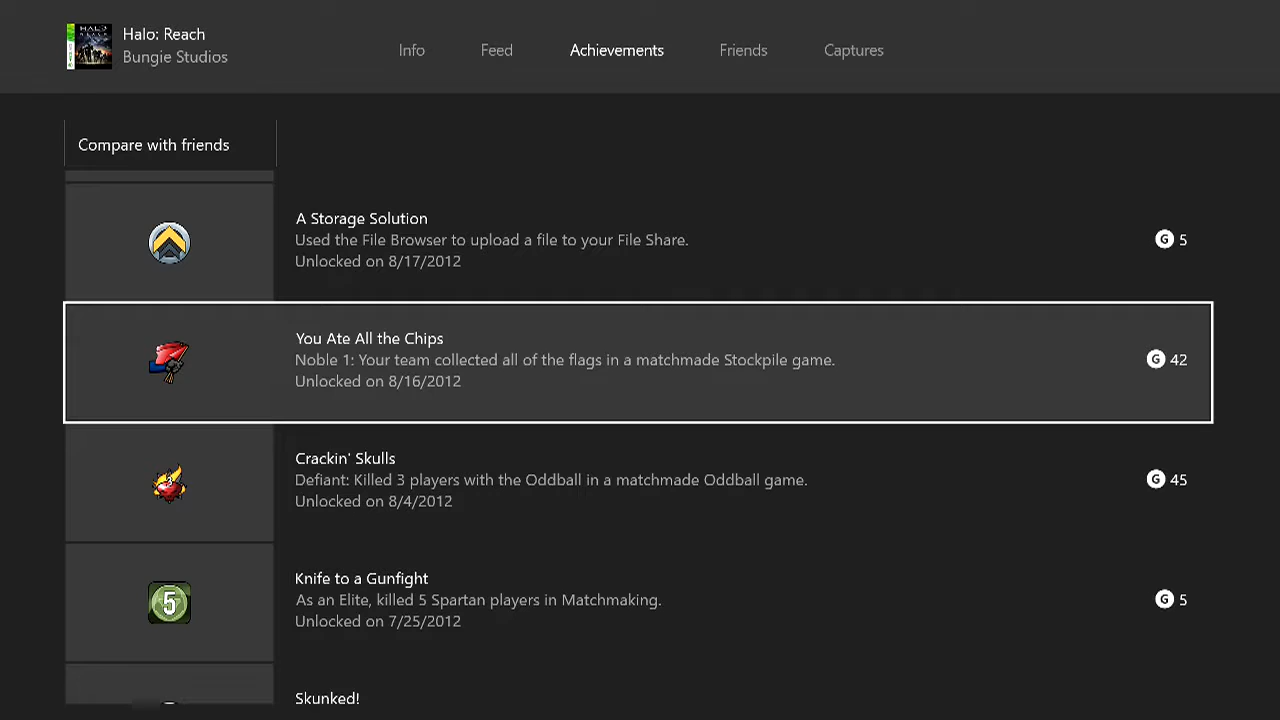 HALO
REACH
Halo: Reach
Bungie Studios
Info
Feed
Achievements
Friends
Captures
Compare with friends
A Storage Solution
Used the File Browser to upload a file to your File Share.
Unlocked on 8/17/2012
G 5
You Ate All the Chips
Noble 1: Your team collected all of the flags in a matchmade Stockpile game.
Unlocked on 8/16/2012
G 42
3
Crackin' Skulls
Defiant: Killed 3 players with the Oddball in a matchmade Oddball game.
Unlocked on 8/4/2012
G 45
5
Knife to a Gunfight
As an Elite, killed 5 Spartan players in Matchmaking.
Unlocked on 7/25/2012
G 5
Skunked!